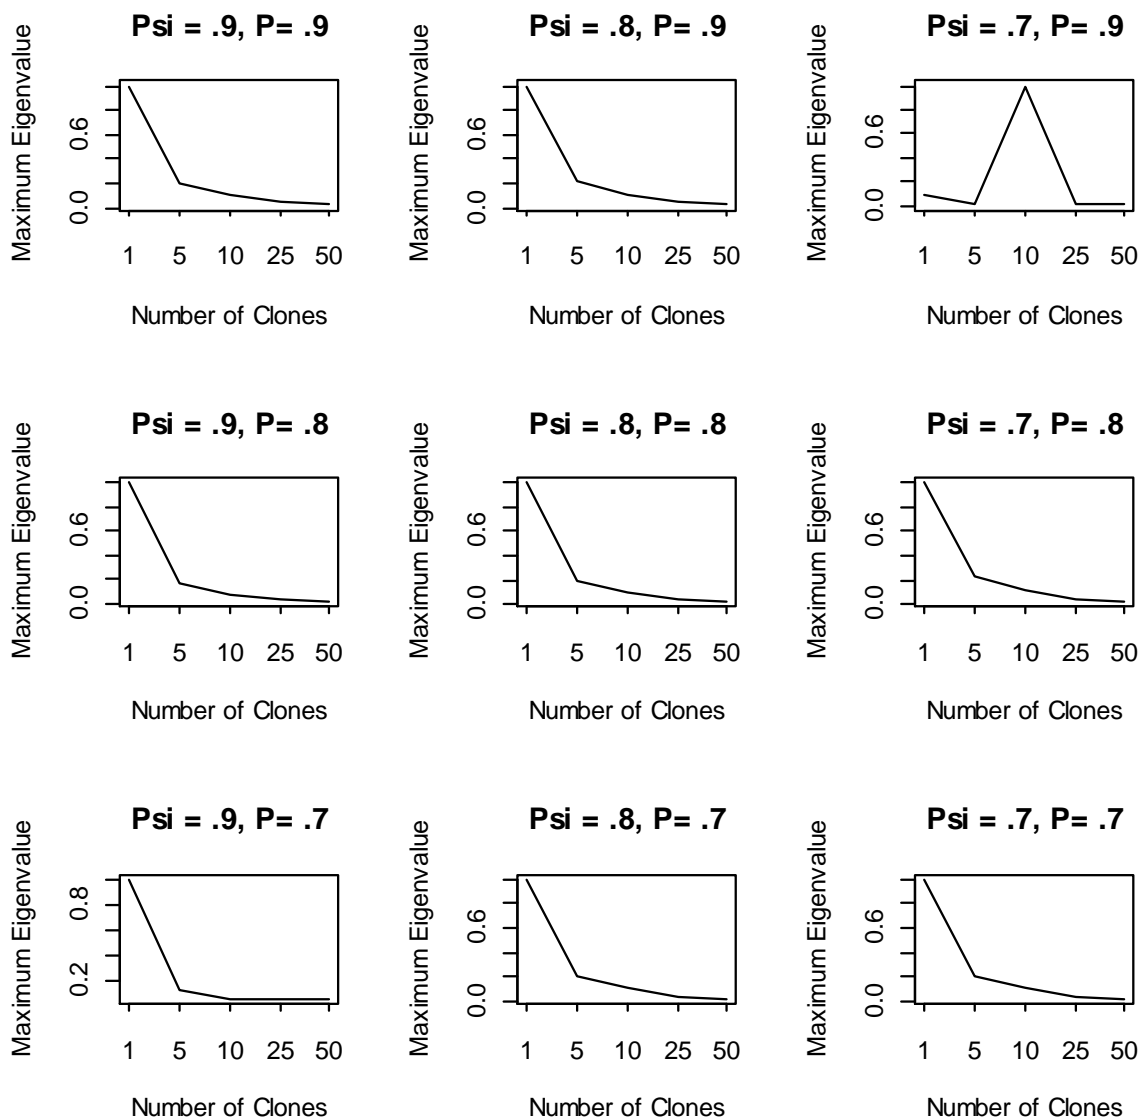 Psi = .9, P= .9
Maximum Eigenvalue
0.6
0.0
1 5 10 25 50
Number of Clones
Psi = .8, P= .9
Maximum Eigenvalue
0.6
0.0
1 5 10 25 50
Number of Clones
Psi = .7, P= .9
Maximum Eigenvalue
0.6
0.0
1 5 10 25 50
Number of Clones
Psi = .9, P= .8
Maximum Eigenvalue
0.6
0.0
1 5 10 25 50
Number of Clones
Psi = .8, P= .8
Maximum Eigenvalue
0.6
0.0
1 5 10 25 50
Number of Clones
Psi = .7, P= .8
Maximum Eigenvalue
0.6
0.0
1 5 10 25 50
Number of Clones
Psi = .9, P= .7
Maximum Eigenvalue
0.8
0.2
1 5 10 25 50
Number of Clones
Psi = .8, P= .7
Maximum Eigenvalue
0.6
0.0
1 5 10 25 50
Number of Clones
Psi = .7, P= .7
Maximum Eigenvalue
0.6
0.0
1 5 10 25 50
Number of Clones